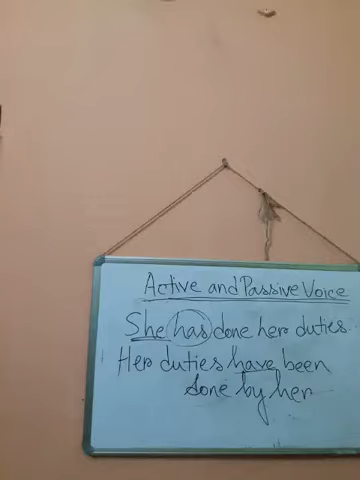 Active and Passive Voice
She has done her duties.
Her duties have been
done by her